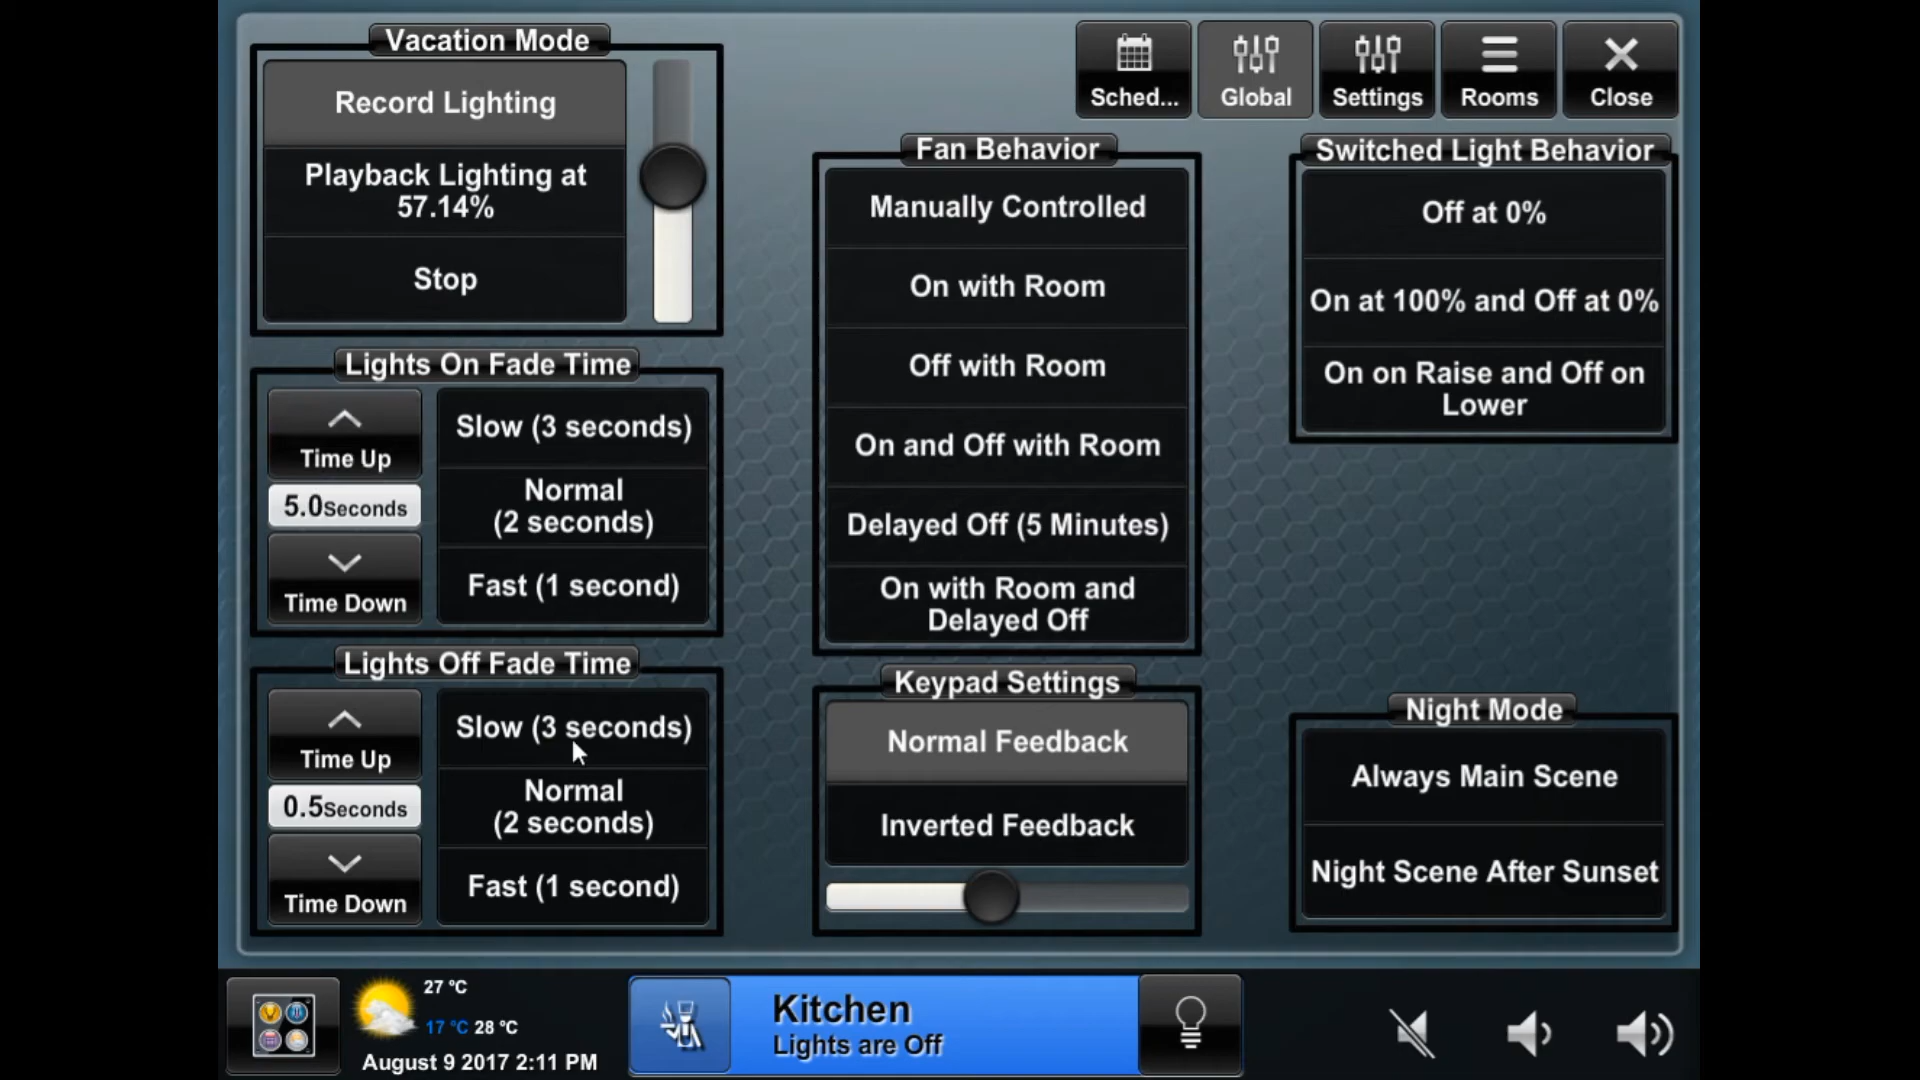 Vacation Mode
Record Lighting
Playback Lighting at
57.14%
Stop
Lights On Fade Time
Time Up
5.0Seconds
Time Down
Slow (3 seconds)
Normal
(2 seconds)
Fast (1 second)
Lights Off Fade Time
Time Up
0.5Seconds
Time Down
Slow (3 seconds)
Normal
(2 seconds)
Fast (1 second)
Sched...
Global
Settings
Rooms
Close
Fan Behavior
Manually Controlled
On with Room
Off with Room
On and Off with Room
Delayed Off (5 Minutes)
On with Room and
Delayed Off
Keypad Settings
Normal Feedback
Inverted Feedback
Switched Light Behavior
Off at 0%
On at 100% and Off at 0%
On on Raise and Off on
Lower
Night Mode
Always Main Scene
Night Scene After Sunset
27 ºC
17 ºC 28 ºC
August 9 2017 2:11 PM
Kitchen
Lights are Off